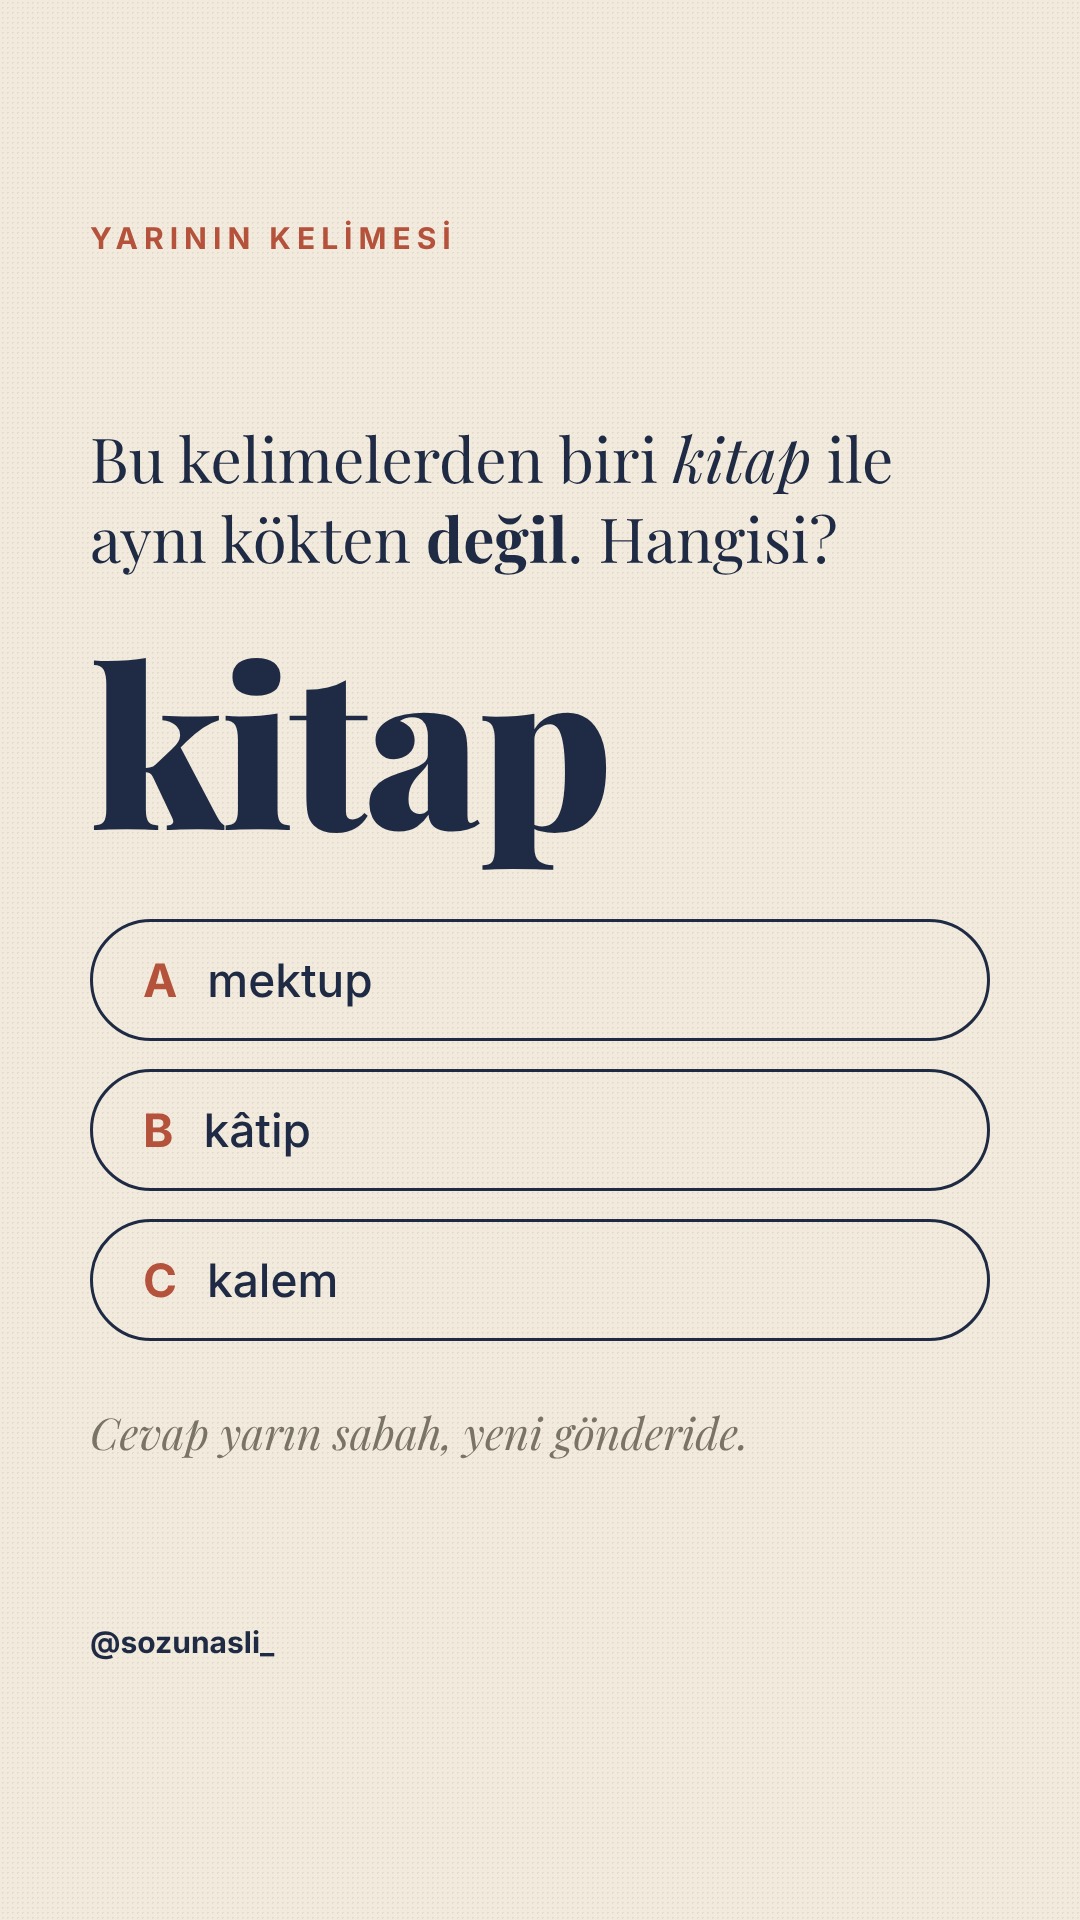 YARININ KELİMESİ
Bu kelimelerden biri kitap ile
aynı kökten değil. Hangisi?
kitap
A mektup
B kâtip
C kalem
Cevap yarın sabah, yeni gönderide.
@sozunasli_